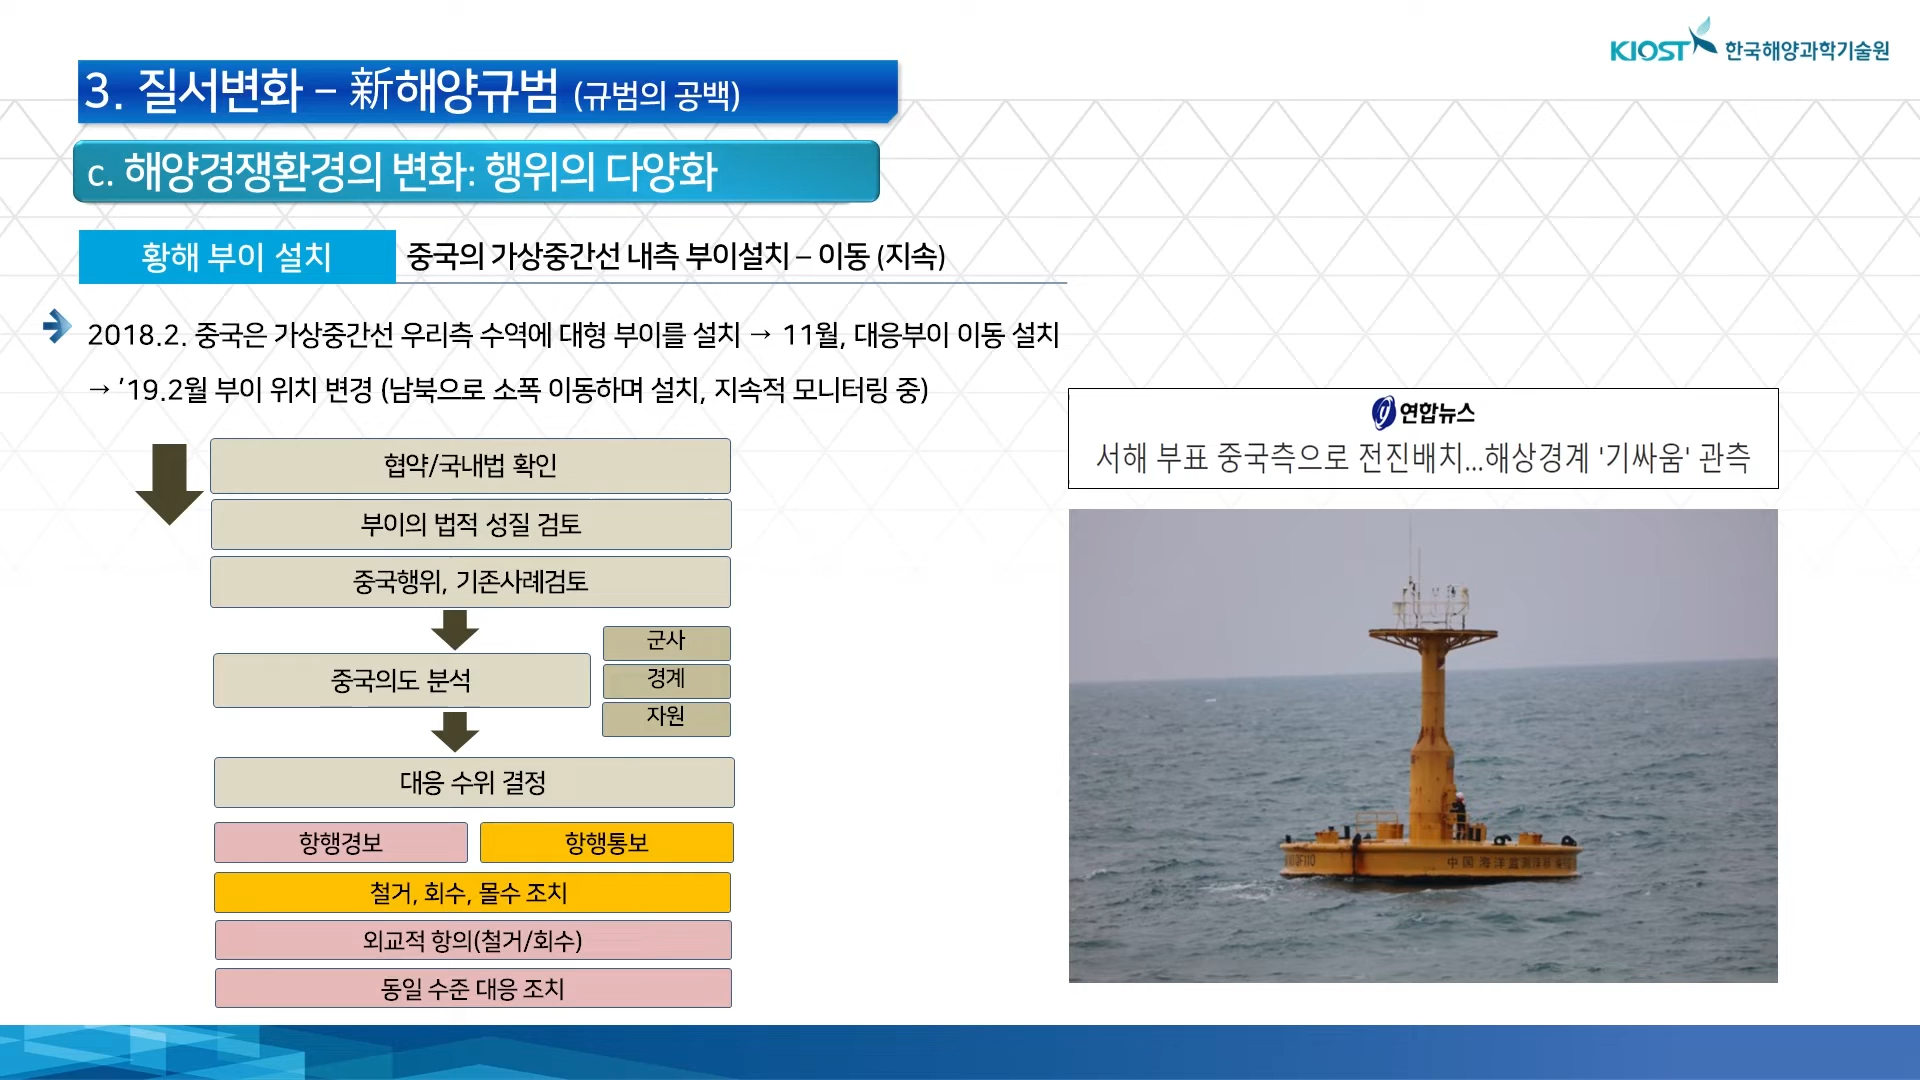 KIOST 한국해양과학기술원
3. 질서변화 – 新해양규범 (규범의 공백)
c. 해양경쟁환경의 변화: 행위의 다양화
황해 부이 설치
중국의 가상중간선 내측 부이설치 – 이동 (지속)
2018.2. 중국은 가상중간선 우리측 수역에 대형 부이를 설치 → 11월, 대응부이 이동 설치
→ ’19.2월 부이 위치 변경 (남북으로 소폭 이동하며 설치, 지속적 모니터링 중)
협약/국내법 확인
부이의 법적 성질 검토
중국행위, 기존사례검토
중국의도 분석
군사
경계
자원
대응 수위 결정
항행경보
항행통보
철거, 회수, 몰수 조치
외교적 항의(철거/회수)
동일 수준 대응 조치
연합뉴스
서해 부표 중국측으로 전진배치...해상경계 '기싸움' 관측
QF110
中国海洋监测浮标